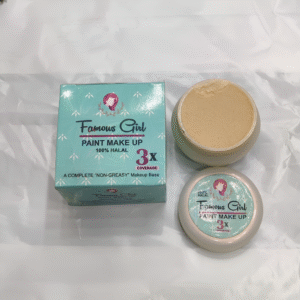 Famous Girl
PAINT MAKE UP
100% HALAL
3x
COVERAGE
A COMPLETE "NON-GREASY" Makeup Base
Famous Girl
PAINT MAKE UP
3x